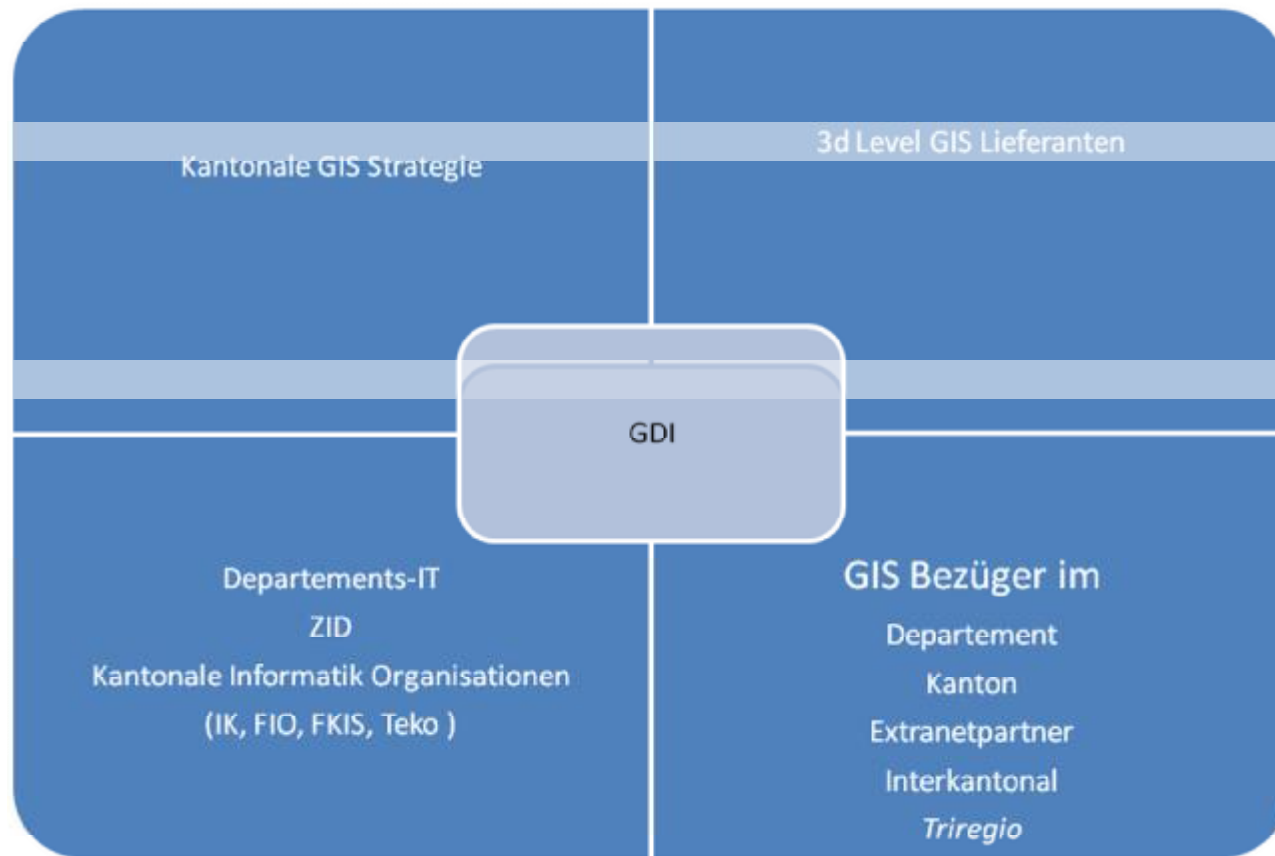 Kantonale GIS Strategie
3d Level GIS Lieferanten
GDI
Departements-IT
ZID
Kantonale Informatik Organisationen
(IK, FIO, FKIS, Teko )
GIS Bezüger im
Departement
Kanton
Extranetpartner
Interkantonal
Triregio